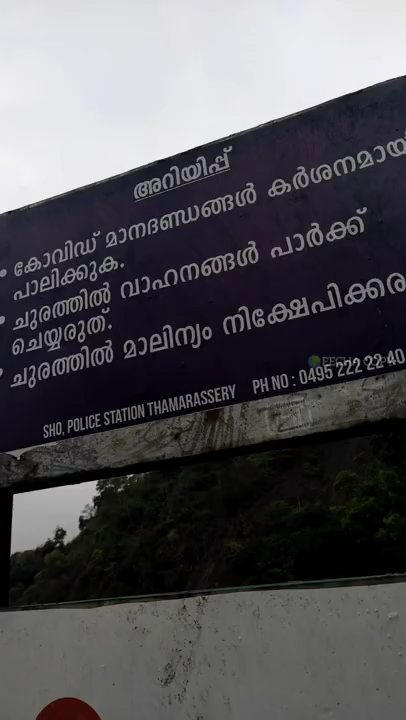 അറിയിപ്പ്
• കോവിഡ് മാനദണ്ഡങ്ങൾ കർശനമായി
പാലിക്കുക.
• ചുരത്തിൽ വാഹനങ്ങൾ പാർക്ക്
ചെയ്യരുത്.
• ചുരത്തിൽ മാലിന്യം നിക്ഷേപിക്കര
SHO, POLICE STATION THAMARASSERY PH NO : 0495 222 22 40